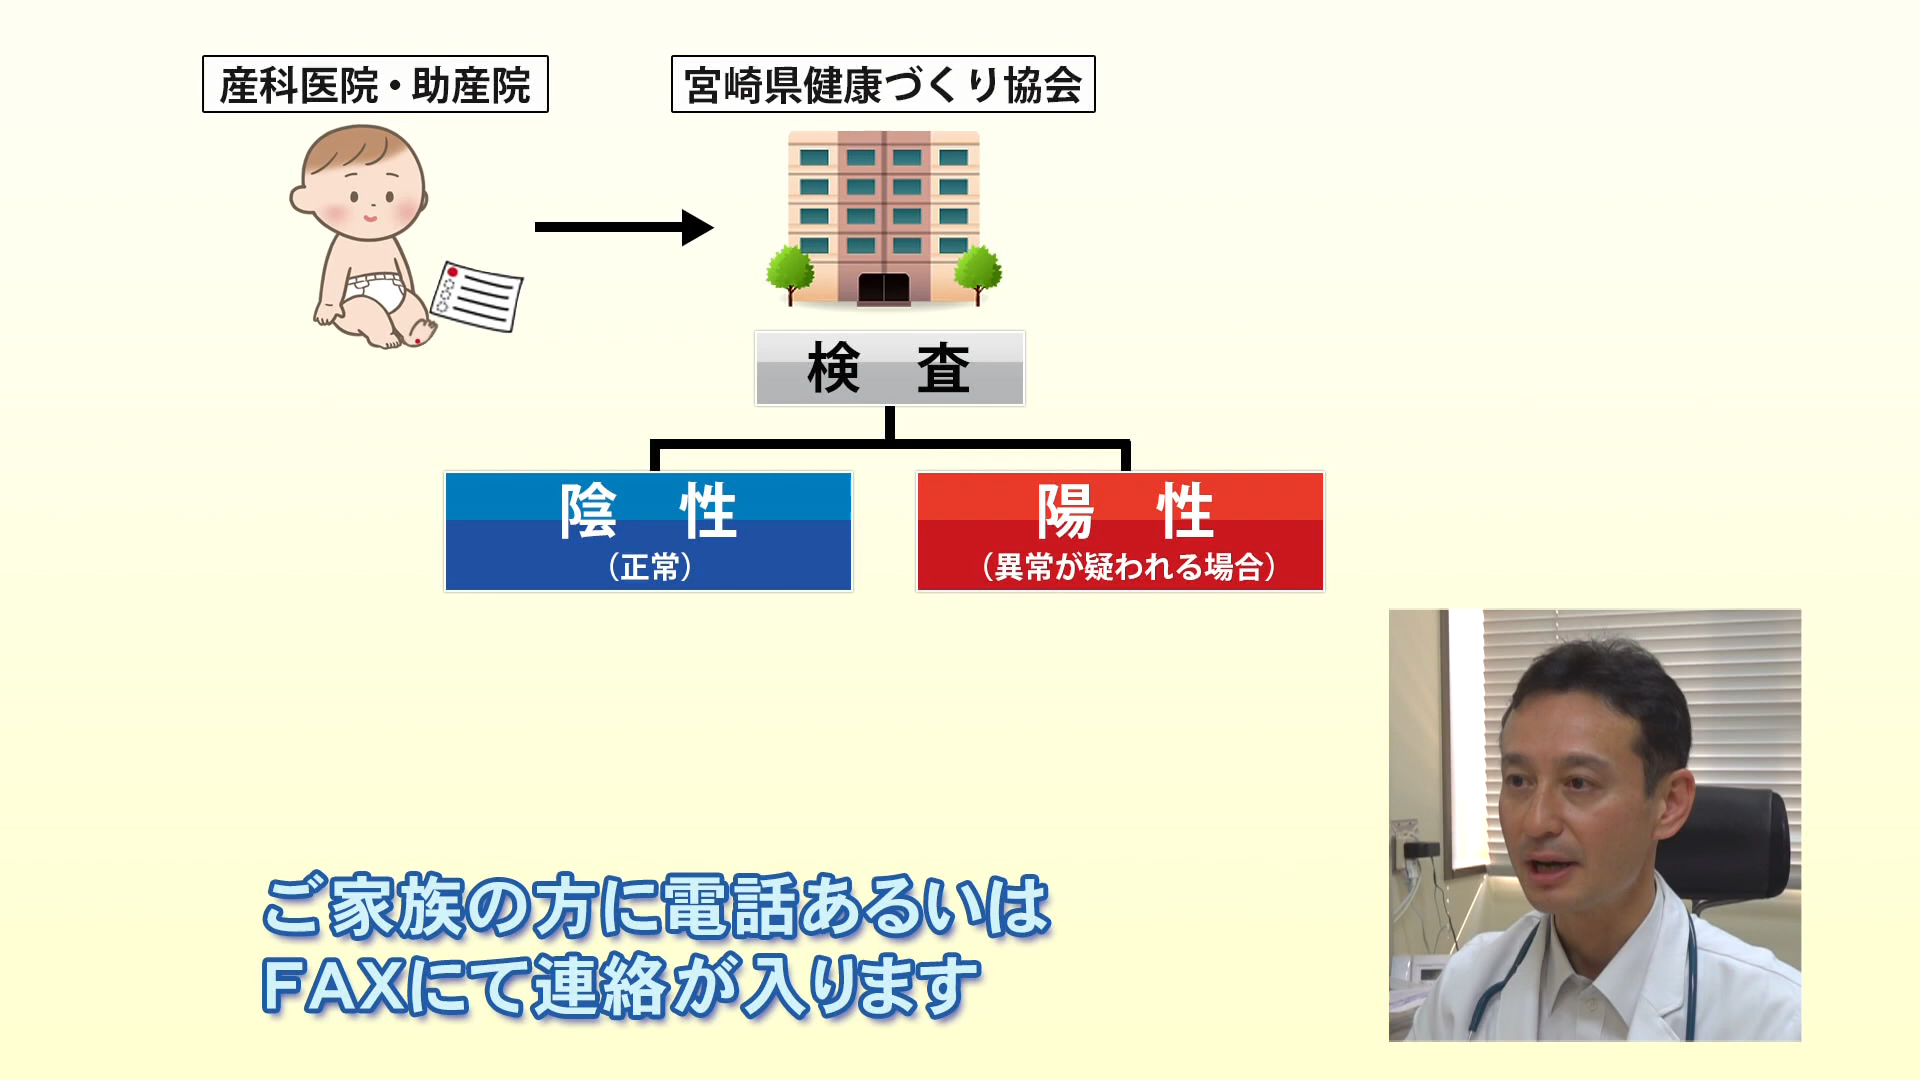 産科医院・助産院
宮崎県健康づくり協会
検　査
陰　性
（正常）
陽　性
（異常が疑われる場合）
ご家族の方に電話あるいは
FAXにて連絡が入ります